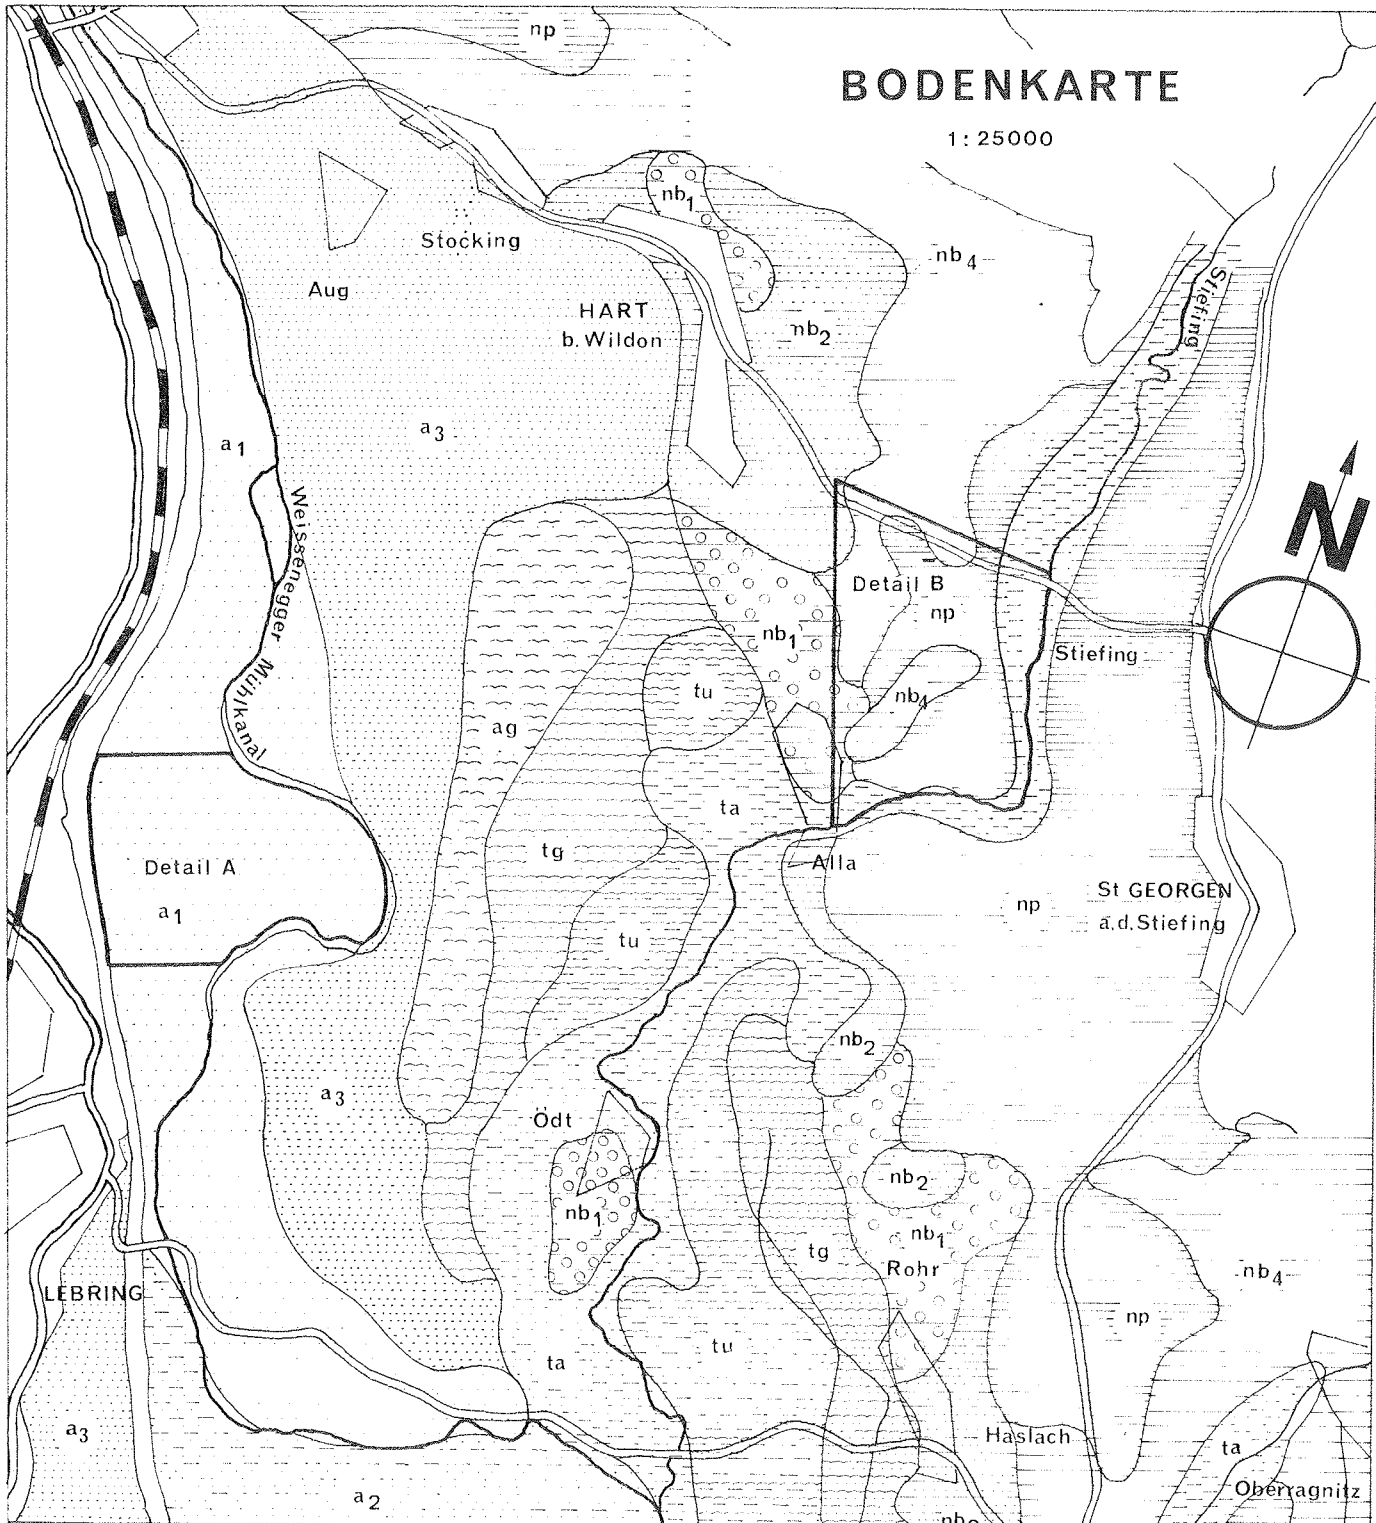 np
BODENKARTE
1:25000
nb1
Stocking
nb4
Aug
Stiefing
HART
b. Wildon
nb2
a3
a1
Weissenegger Mühlkanal
N
Detail B
np
nb1
Stiefing
tu
nb4
ag
ta
tg
Alla
Detail A
a1
St GEORGEN
a.d. Stiefing
np
tu
nb2
a3
Ödt
nb2
nb1
nb1
tg
Rohr
nb4
LEBRING
np
tu
ta
a3
Haslach
ta
Oberragnitz
a2